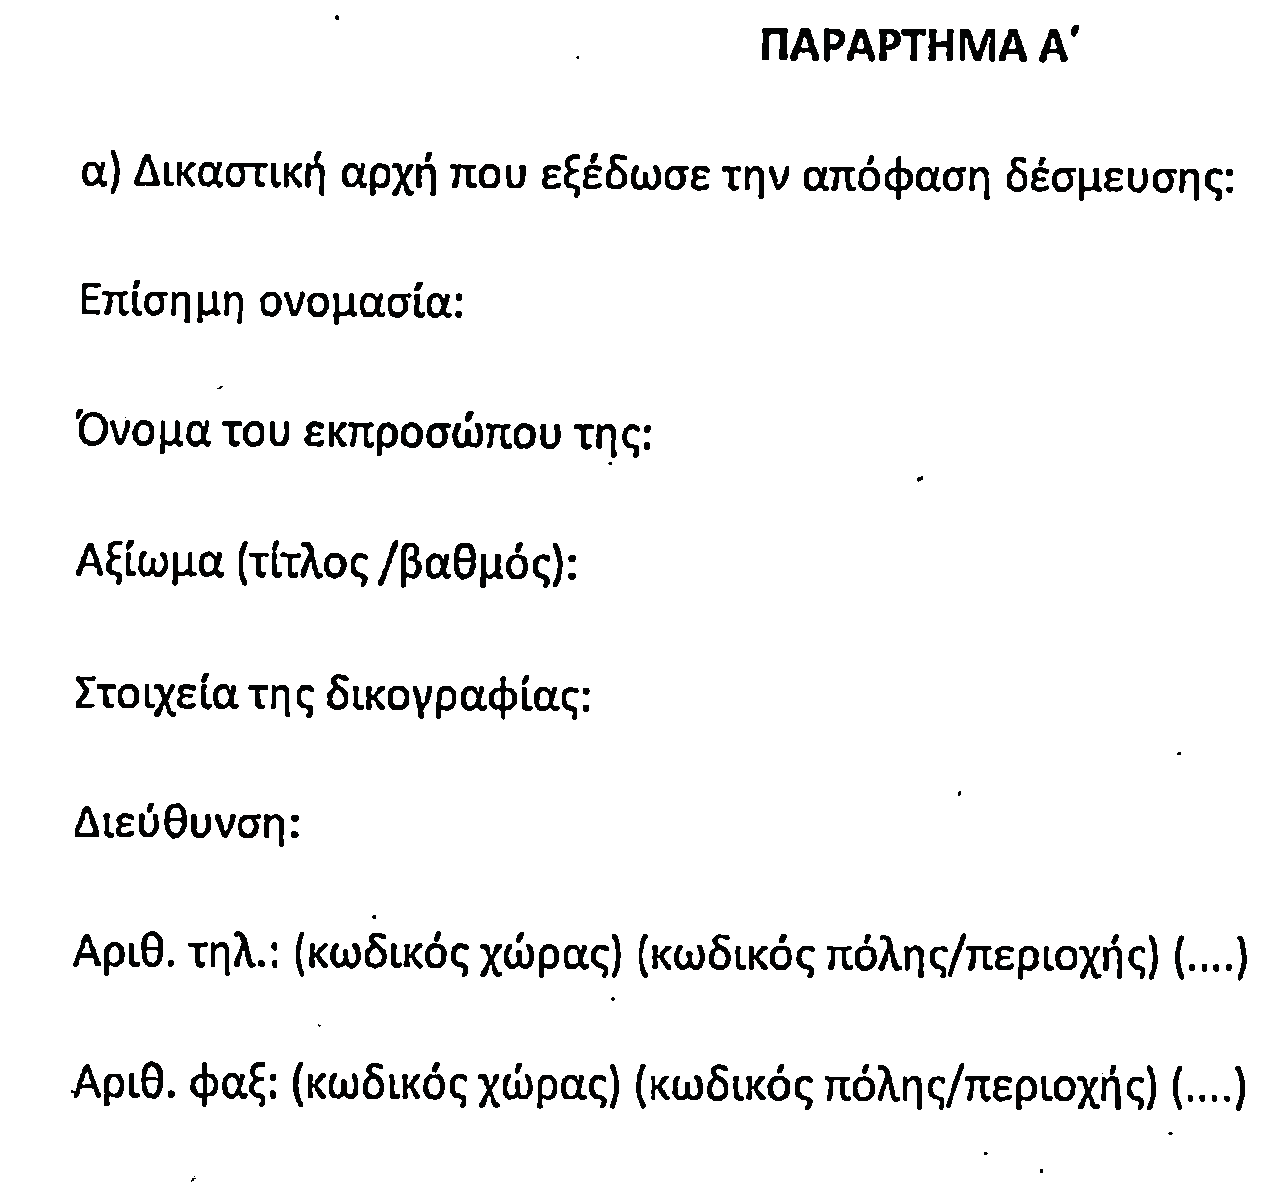 ΠΑΡΑΡΤΗΜΑ Α'
α) Δικαστική αρχή που εξέδωσε την απόφαση δέσμευσης:
Επίσημη ονομασία:
Όνομα του εκπροσώπου της:
Αξίωμα (τίτλος /βαθμός):
Στοιχεία της δικογραφίας:
Διεύθυνση:
Αριθ. τηλ.: (κωδικός χώρας) (κωδικός πόλης/περιοχής) (....)
Αριθ. φαξ: (κωδικός χώρας) (κωδικός πόλης/περιοχής) (....)